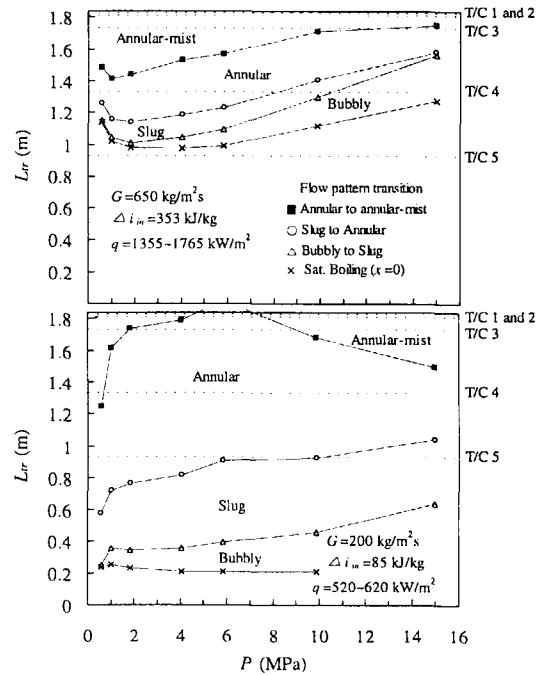 1.8
1.6
1.4
1.2
1
0.8
0.6
0.4
0.2
0
L_tr (m)
Annular-mist
Annular
Slug
Bubbly
T/C 1 and 2
T/C 3
T/C 4
T/C 5
G=650 kg/m²s
Δi_in=353 kJ/kg
q=1355~1765 kW/m²
Flow pattern transition
■ Annular to annular-mist
○ Slug to Annular
△ Bubbly to Slug
× Sat. Boiling (x=0)
1.8
1.6
1.4
1.2
1
0.8
0.6
0.4
0.2
0
L_tr (m)
Annular-mist
Annular
Slug
Bubbly
T/C 1 and 2
T/C 3
T/C 4
T/C 5
G=200 kg/m²s
Δi_in=85 kJ/kg
q=520~620 kW/m²
0 2 4 6 8 10 12 14 16
P (MPa)